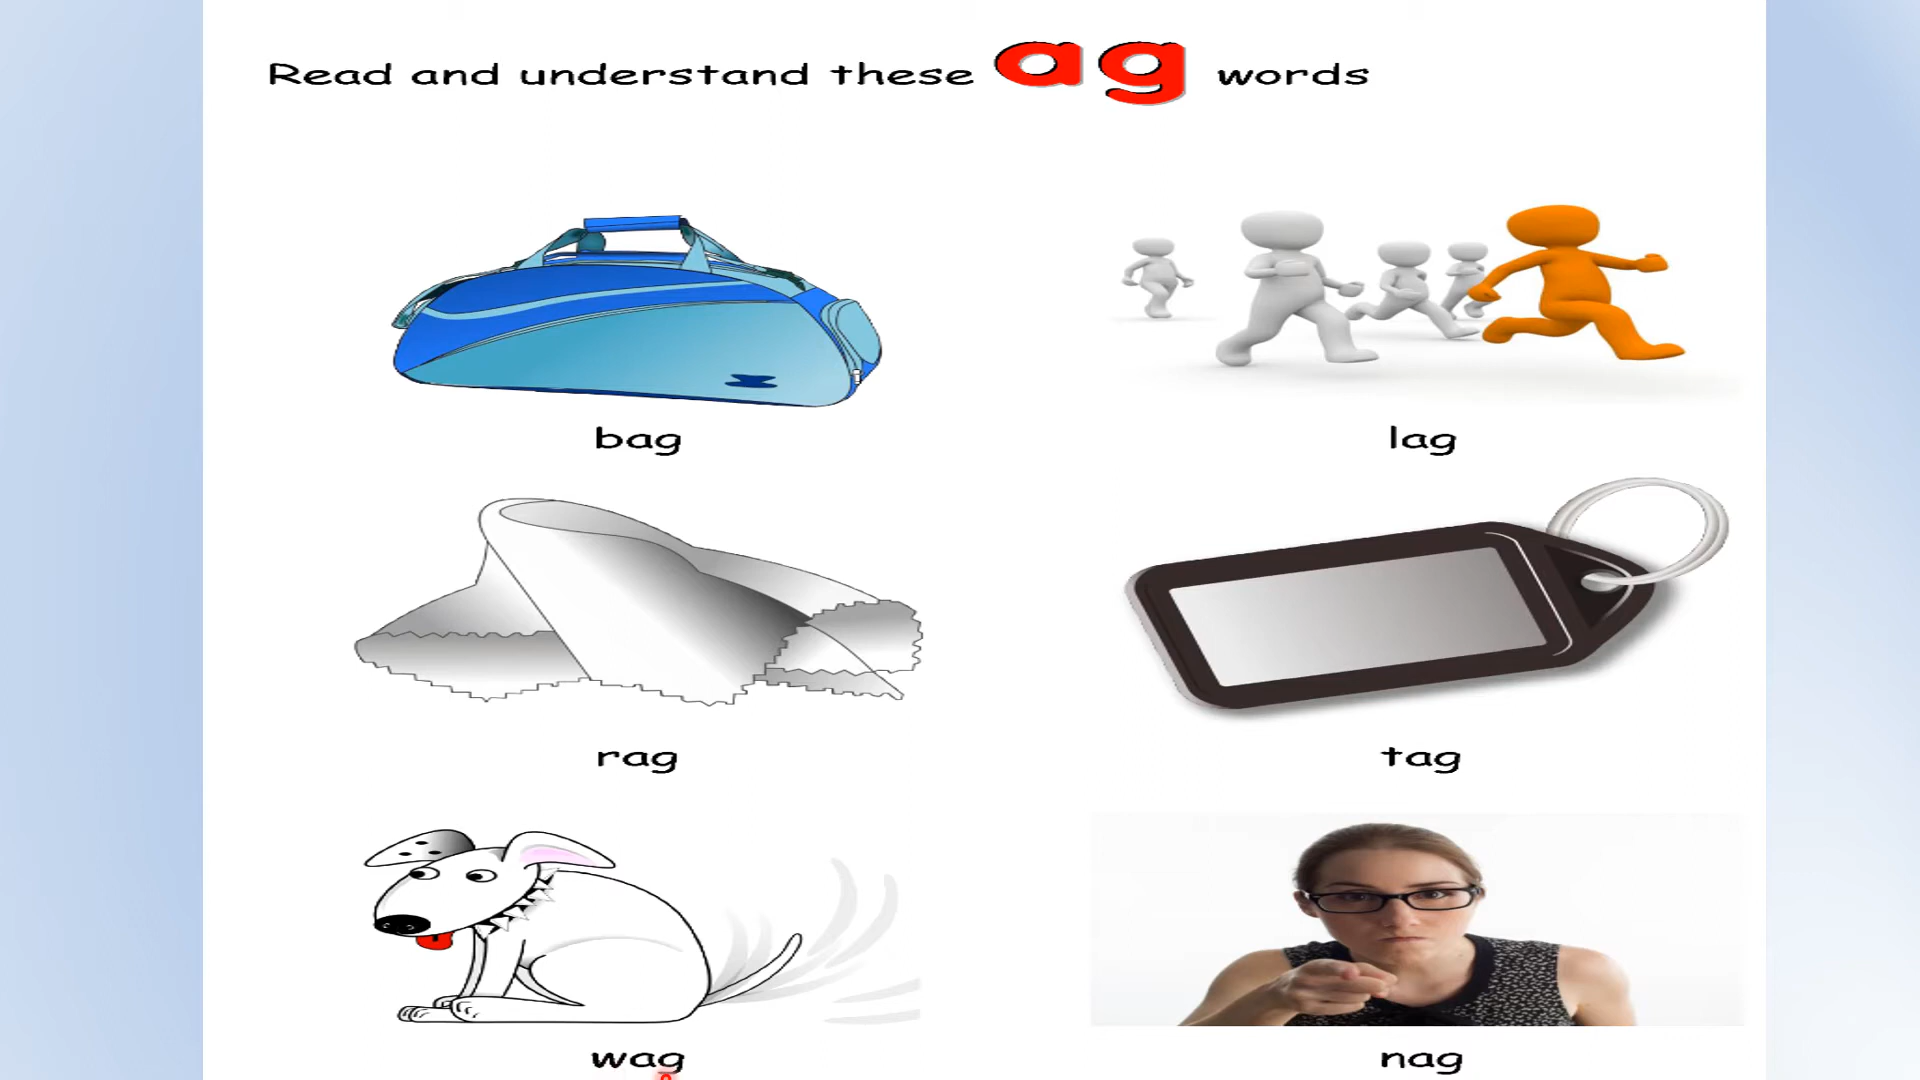 Read and understand these ag words
bag
lag
rag
tag
wag
nag